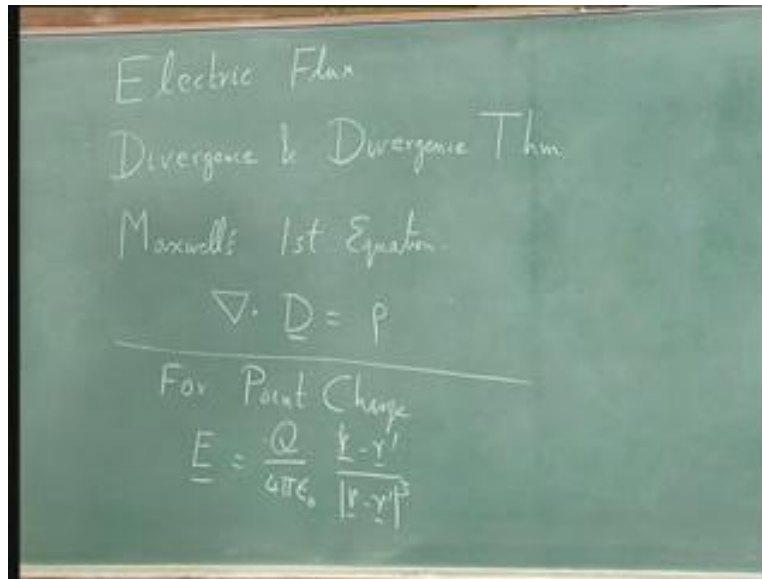 Electric Flux
Divergence & Divergence Thm
Maxwell's 1st Equation.
∇· D = ρ
For Point Charge
E = Q/4πε₀ r-r'/|r-r'|³